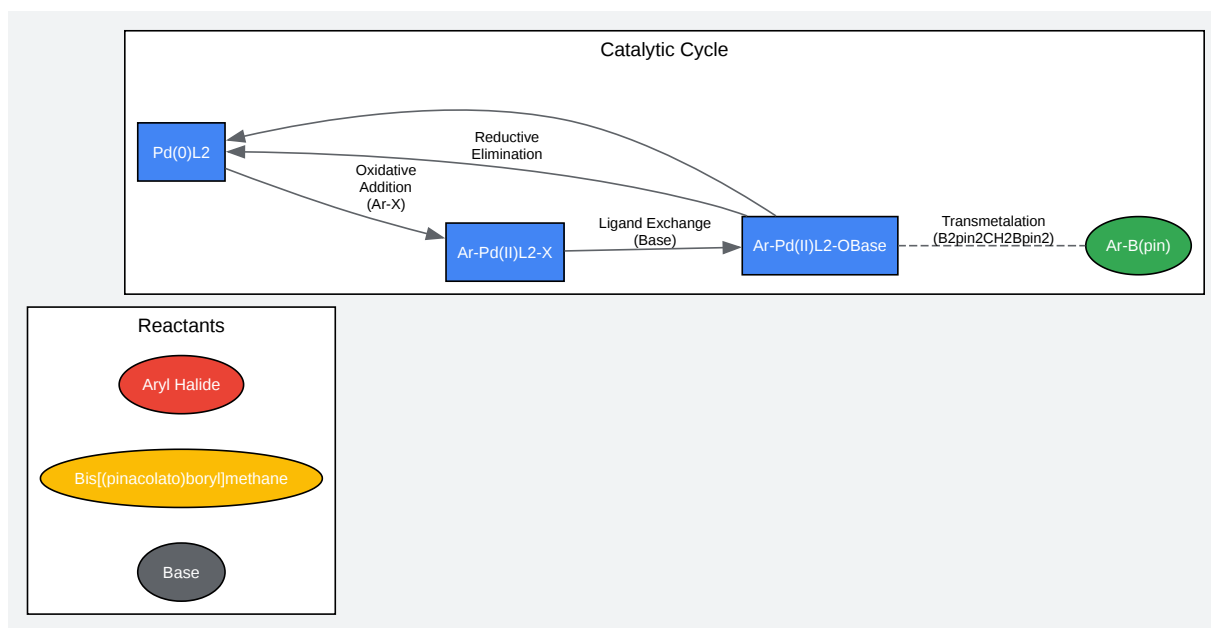 Catalytic Cycle
Pd(0)L2
Reductive
Elimination
Oxidative
Addition
(Ar-X)
Ar-Pd(II)L2-X
Ligand Exchange
(Base)
Ar-Pd(II)L2-OBase
Transmetalation
(B2pin2CH2Bpin2)
Ar-B(pin)
Reactants
Aryl Halide
Bis[(pinacolato)boryl]methane
Base